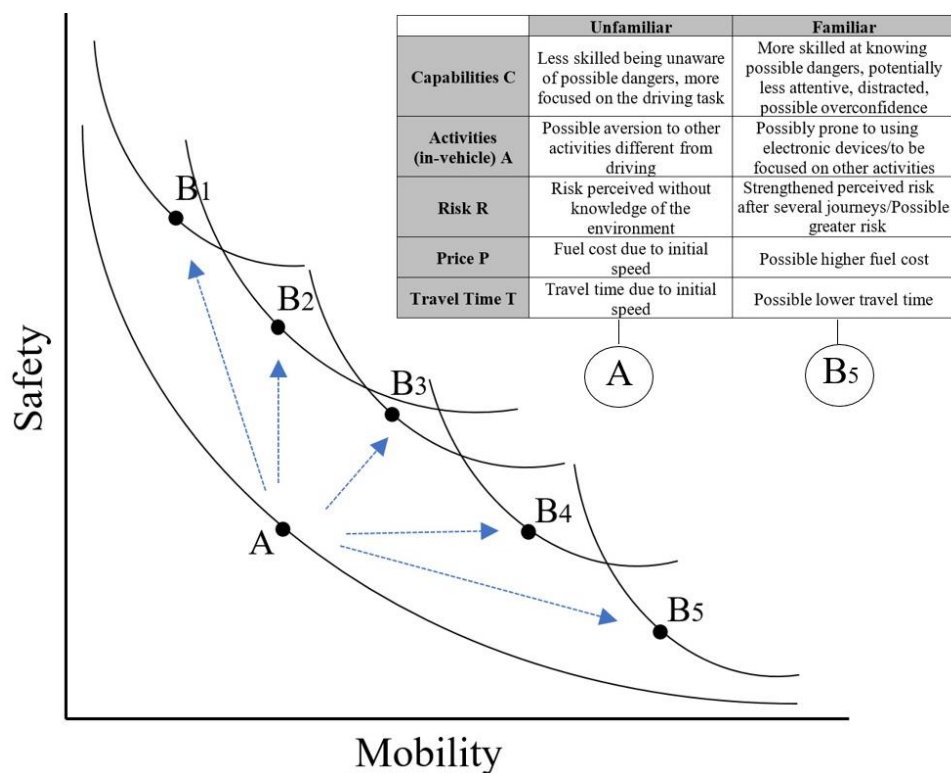 Unfamiliar Familiar
Capabilities C
Less skilled being unaware
of possible dangers, more
focused on the driving task
More skilled at knowing
possible dangers, potentially
less attentive, distracted,
possible overconfidence
Activities
(in-vehicle) A
Possible aversion to other
activities different from
driving
Possibly prone to using
electronic devices/to be
focused on other activities
Risk R
Risk perceived without
knowledge of the
environment
Strengthened perceived risk
after several journeys/Possible
greater risk
Price P
Fuel cost due to initial
speed
Possible higher fuel cost
Travel Time T
Travel time due to initial
speed
Possible lower travel time
A
B5
B1
B2
B3
B4
B5
A
Safety
Mobility